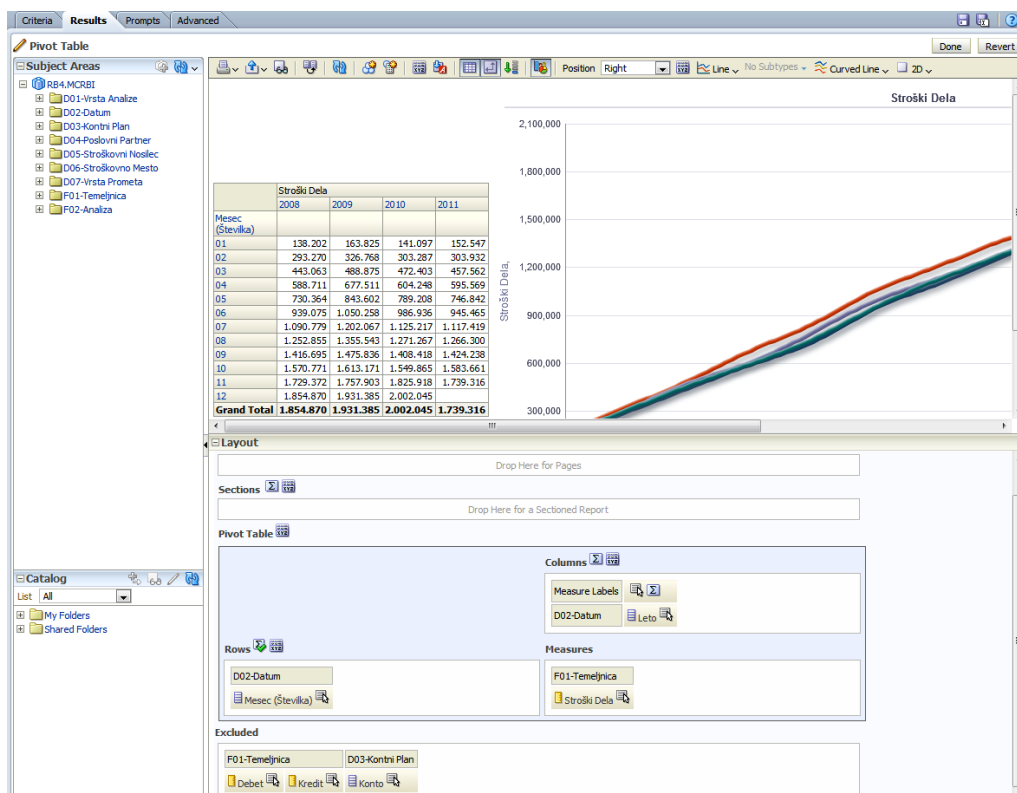 Criteria Results Prompts Advanced
Pivot Table Done Revert
Subject Areas
RB4.MCRBI
D01-Vrsta Analize
D02-Datum
D03-Kontni Plan
D04-Poslovni Partner
D05-Stroškovni Nosilec
D06-Stroškovno Mesto
D07-Vrsta Prometa
F01-Temeljnica
F02-Analiza
Position Right Line No Subtypes Curved Line 2D
Stroški Dela
2008 2009 2010 2011
Mesec
(Številka)
01 138.202 163.825 141.097 152.547
02 293.270 326.768 303.287 303.932
03 443.063 488.875 472.403 457.562
04 588.711 677.511 604.248 595.569
05 730.364 843.602 789.208 746.842
06 939.075 1.050.258 986.936 945.465
07 1.090.779 1.202.067 1.125.217 1.117.419
08 1.252.855 1.355.543 1.271.267 1.266.300
09 1.416.695 1.475.836 1.408.418 1.424.238
10 1.570.771 1.613.171 1.549.865 1.583.661
11 1.729.372 1.757.903 1.825.918 1.739.316
12 1.854.870 1.931.385 2.002.045
Grand Total 1.854.870 1.931.385 2.002.045 1.739.316
Stroški Dela
2,100,000
1,800,000
1,500,000
1,200,000
900,000
600,000
300,000
Stroški Dela,
Layout
Drop Here for Pages
Sections
Drop Here for a Sectioned Report
Pivot Table
Columns
Measure Labels
D02-Datum Leto
Rows
D02-Datum
Mesec (Številka)
Measures
F01-Temeljnica
Stroški Dela
Excluded
F01-Temeljnica D03-Kontni Plan
Debet Kredit Konto
Catalog
List All
My Folders
Shared Folders